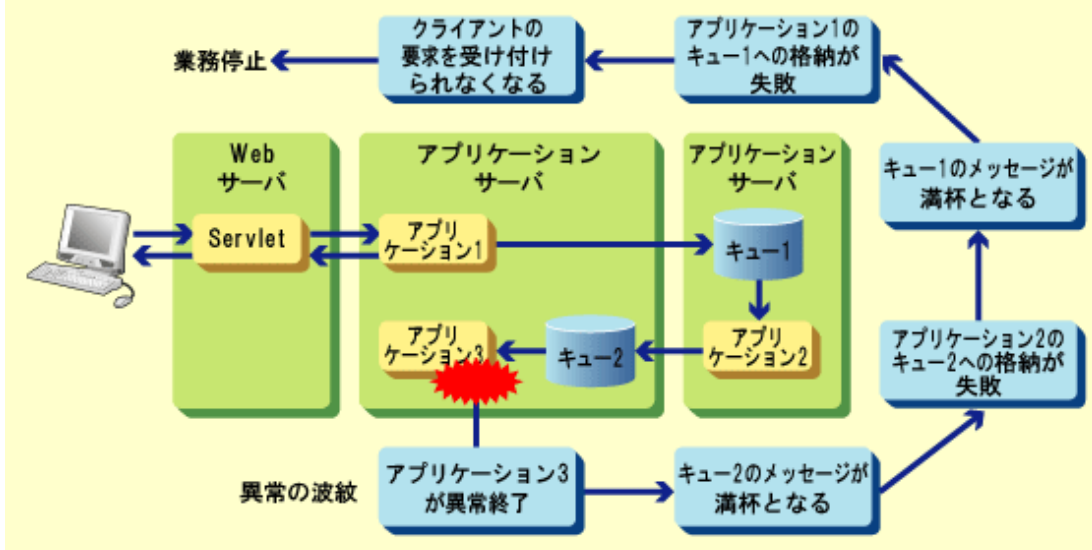 クライアントの
要求を受け付け
られなくなる
アプリケーション1の
キュー1への格納が
失敗
業務停止
Web
サーバ
アプリケーション
サーバ
アプリケーション
サーバ
キュー1のメッセージが
満杯となる
Servlet
アプリ
ケーション1
キュー1
アプリ
ケーション3
キュー2
アプリ
ケーション2
アプリケーション2の
キュー2への格納が
失敗
異常の波紋
アプリケーション3
が異常終了
キュー2のメッセージが
満杯となる